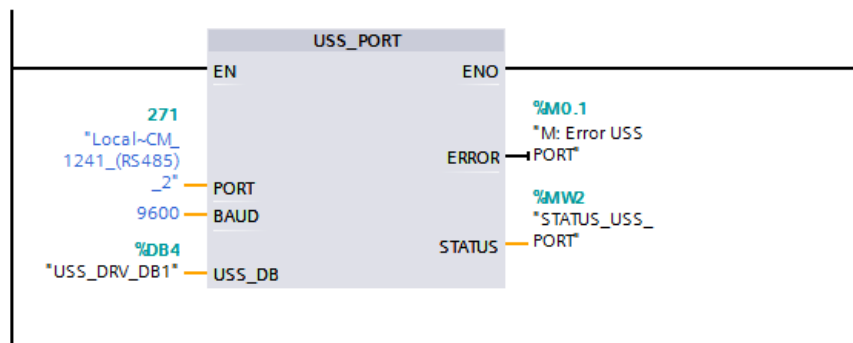 USS_PORT
EN
ENO
271
"Local~CM_
1241_(RS485)
_2"
PORT
9600
BAUD
%DB4
"USS_DRV_DB1"
USS_DB
%M0.1
"M: Error USS
PORT"
ERROR
%MW2
"STATUS_USS_
PORT"
STATUS